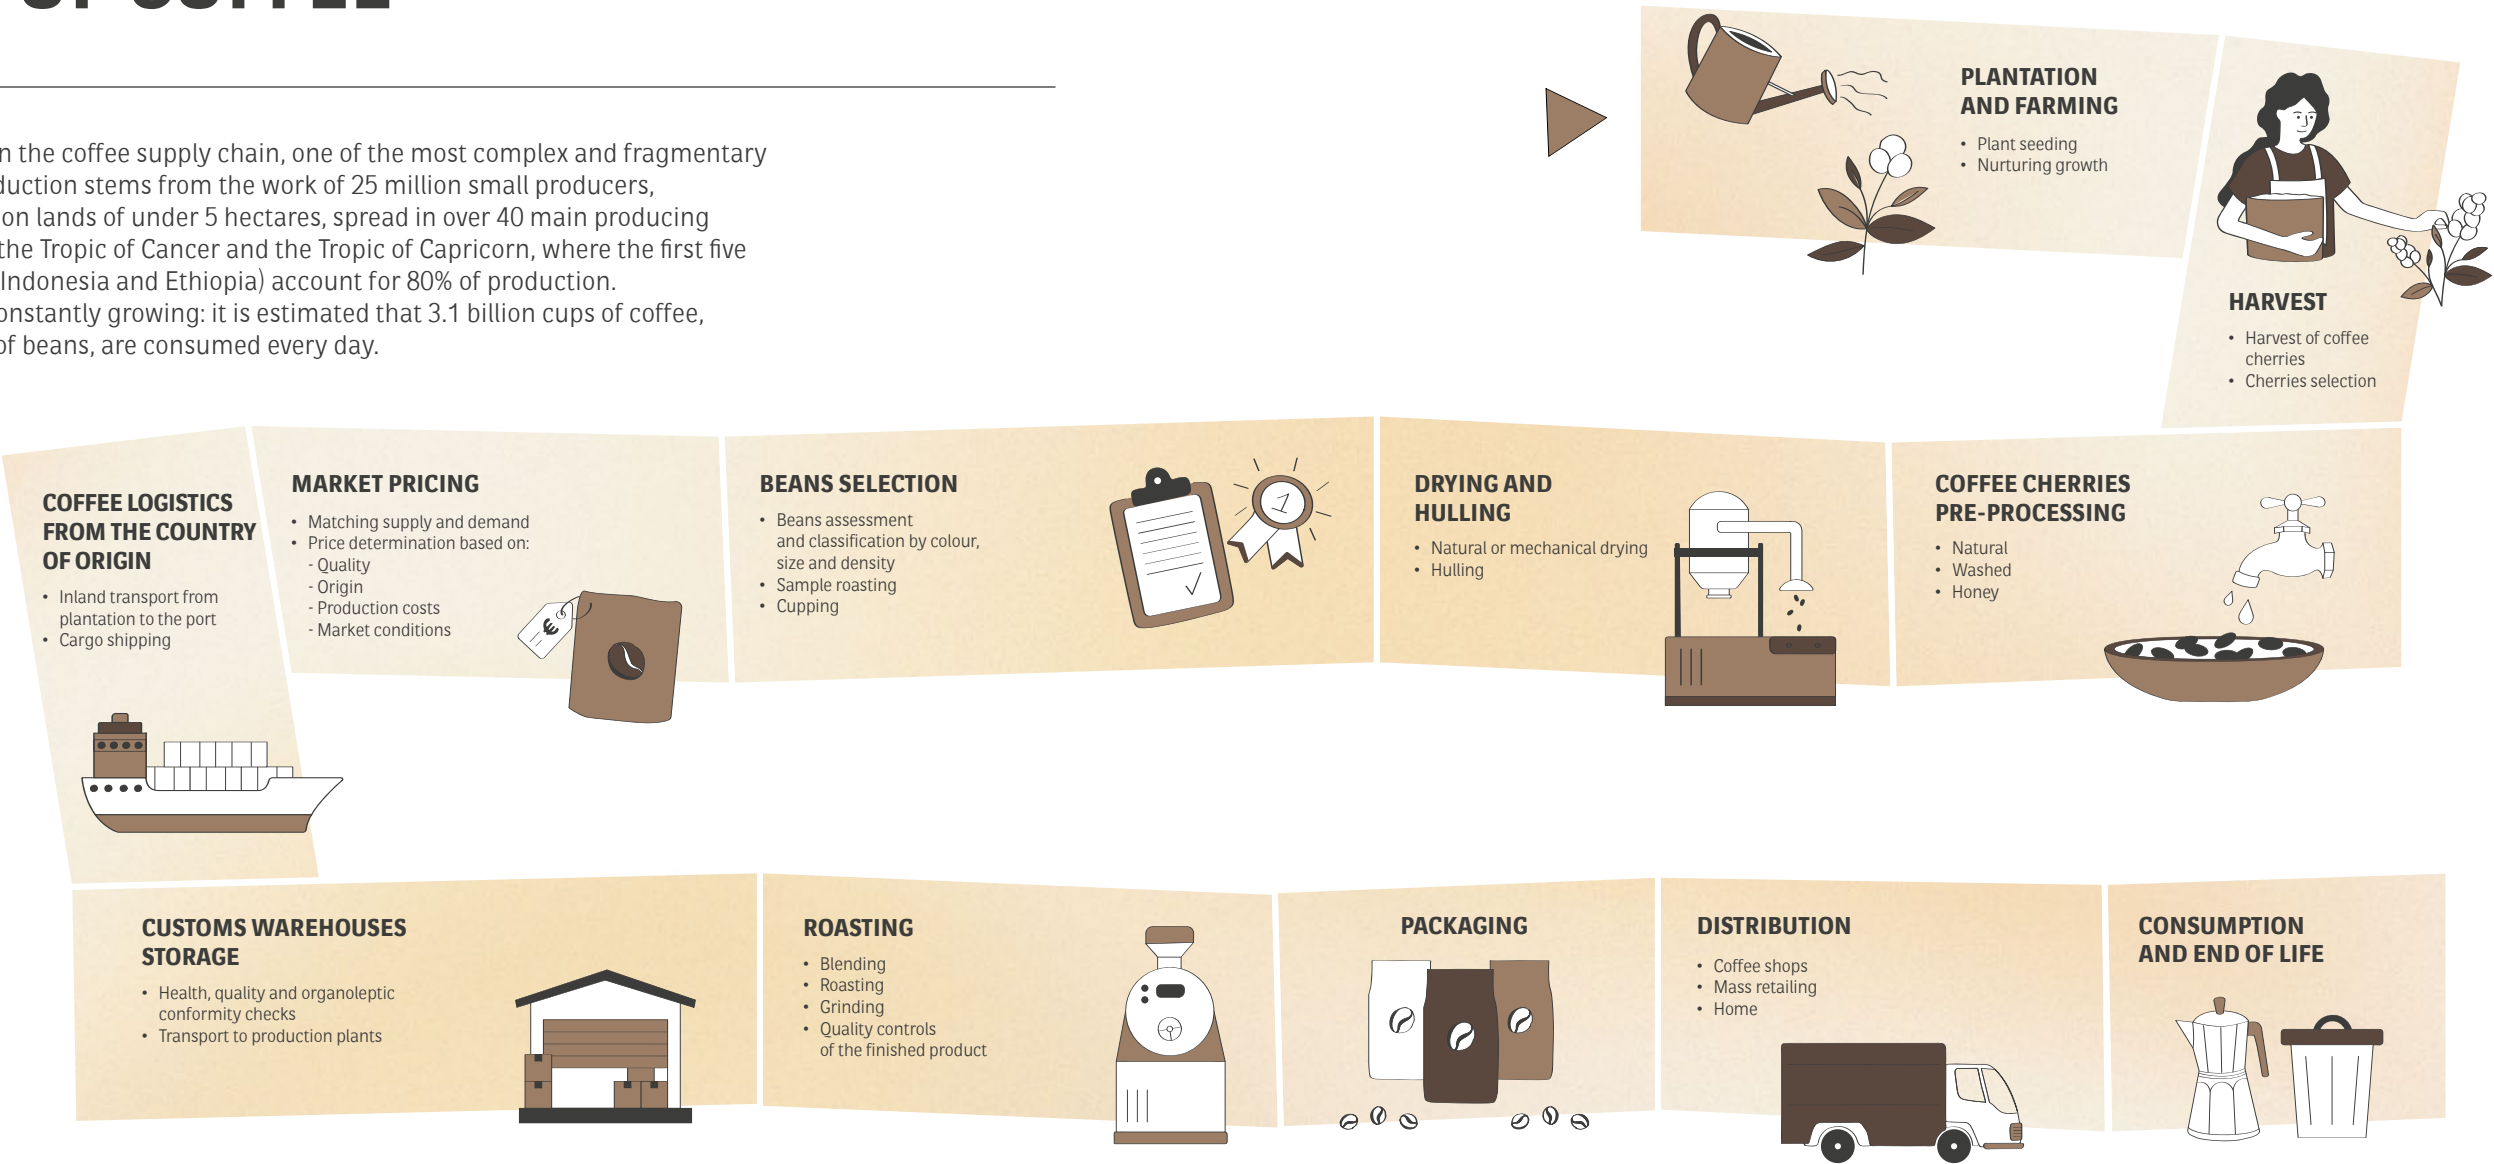 OF COFFEE
n the coffee supply chain, one of the most complex and fragmentary
duction stems from the work of 25 million small producers,
on lands of under 5 hectares, spread in over 40 main producing
the Tropic of Cancer and the Tropic of Capricorn, where the first five
Indonesia and Ethiopia) account for 80% of production.
onstantly growing: it is estimated that 3.1 billion cups of coffee,
of beans, are consumed every day.
PLANTATION
AND FARMING
• Plant seeding
• Nurturing growth
HARVEST
• Harvest of coffee
cherries
• Cherries selection
COFFEE CHERRIES
PRE-PROCESSING
• Natural
• Washed
• Honey
DRYING AND
HULLING
• Natural or mechanical drying
• Hulling
BEANS SELECTION
• Beans assessment
and classification by colour,
size and density
• Sample roasting
• Cupping
1
MARKET PRICING
• Matching supply and demand
• Price determination based on:
- Quality
- Origin
- Production costs
- Market conditions
€
COFFEE LOGISTICS
FROM THE COUNTRY
OF ORIGIN
• Inland transport from
plantation to the port
• Cargo shipping
CUSTOMS WAREHOUSES
STORAGE
• Health, quality and organoleptic
conformity checks
• Transport to production plants
ROASTING
• Blending
• Roasting
• Grinding
• Quality controls
of the finished product
PACKAGING
DISTRIBUTION
• Coffee shops
• Mass retailing
• Home
CONSUMPTION
AND END OF LIFE